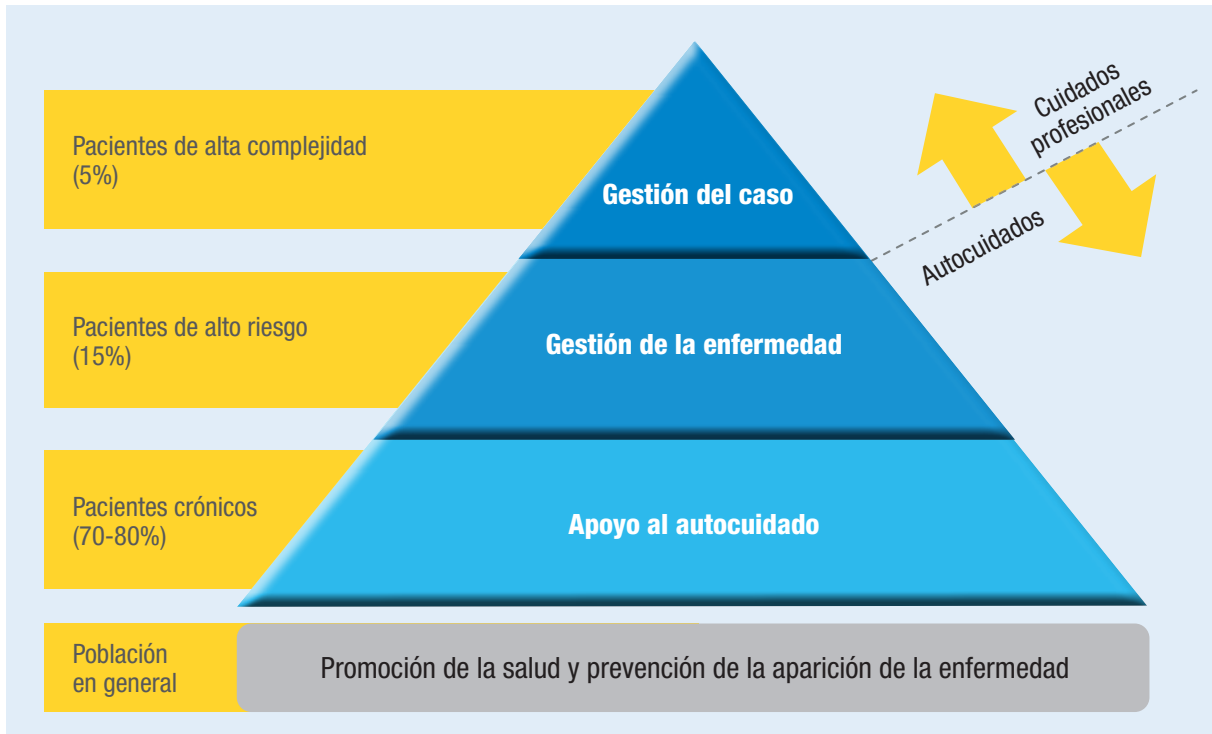 Cuidados
profesionales
Autocuidados
Pacientes de alta complejidad
(5%)
Gestión del caso
Pacientes de alto riesgo
(15%)
Gestión de la enfermedad
Pacientes crónicos
(70-80%)
Apoyo al autocuidado
Población
en general
Promoción de la salud y prevención de la aparición de la enfermedad